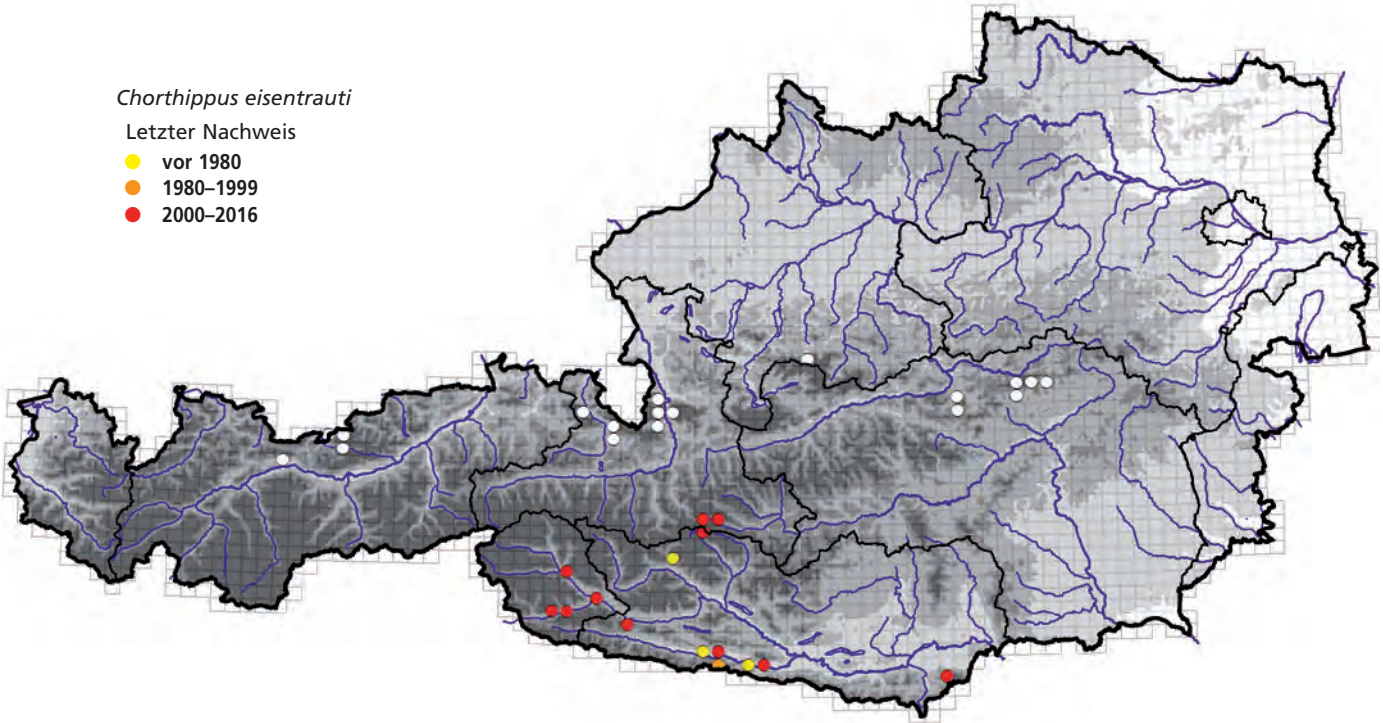 Chorthippus eisentrauti
Letzter Nachweis
vor 1980
1980–1999
2000–2016